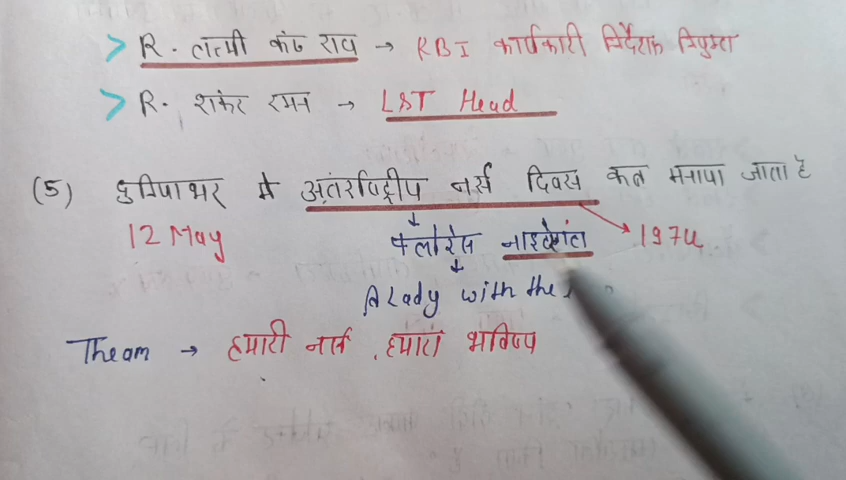 R. लक्ष्मी कांत राव → RBI कार्यकारी निर्देशक नियुक्त
R. शंकर रमन → L&T Head
(5) दुनियाभर में अंतरराष्ट्रीय नर्स दिवस कब मनाया जाता है
12 May फ्लोरेंस नाइटेंगल 1974
A Lady with the
Theam → हमारी नर्स , हमारा भविष्य